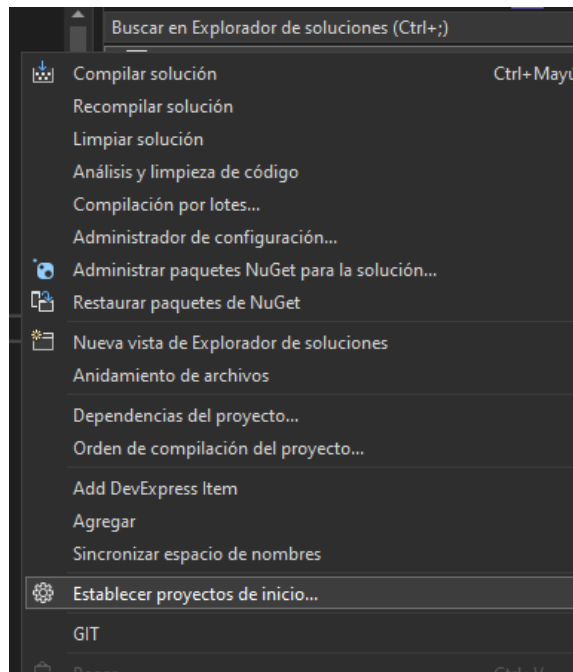 Buscar en Explorador de soluciones (Ctrl+;)
Compilar solución Ctrl+Mayú
Recompilar solución
Limpiar solución
Análisis y limpieza de código
Compilación por lotes...
Administrador de configuración...
Administrar paquetes NuGet para la solución...
Restaurar paquetes de NuGet
Nueva vista de Explorador de soluciones
Anidamiento de archivos
Dependencias del proyecto...
Orden de compilación del proyecto...
Add DevExpress Item
Agregar
Sincronizar espacio de nombres
Establecer proyectos de inicio...
GIT